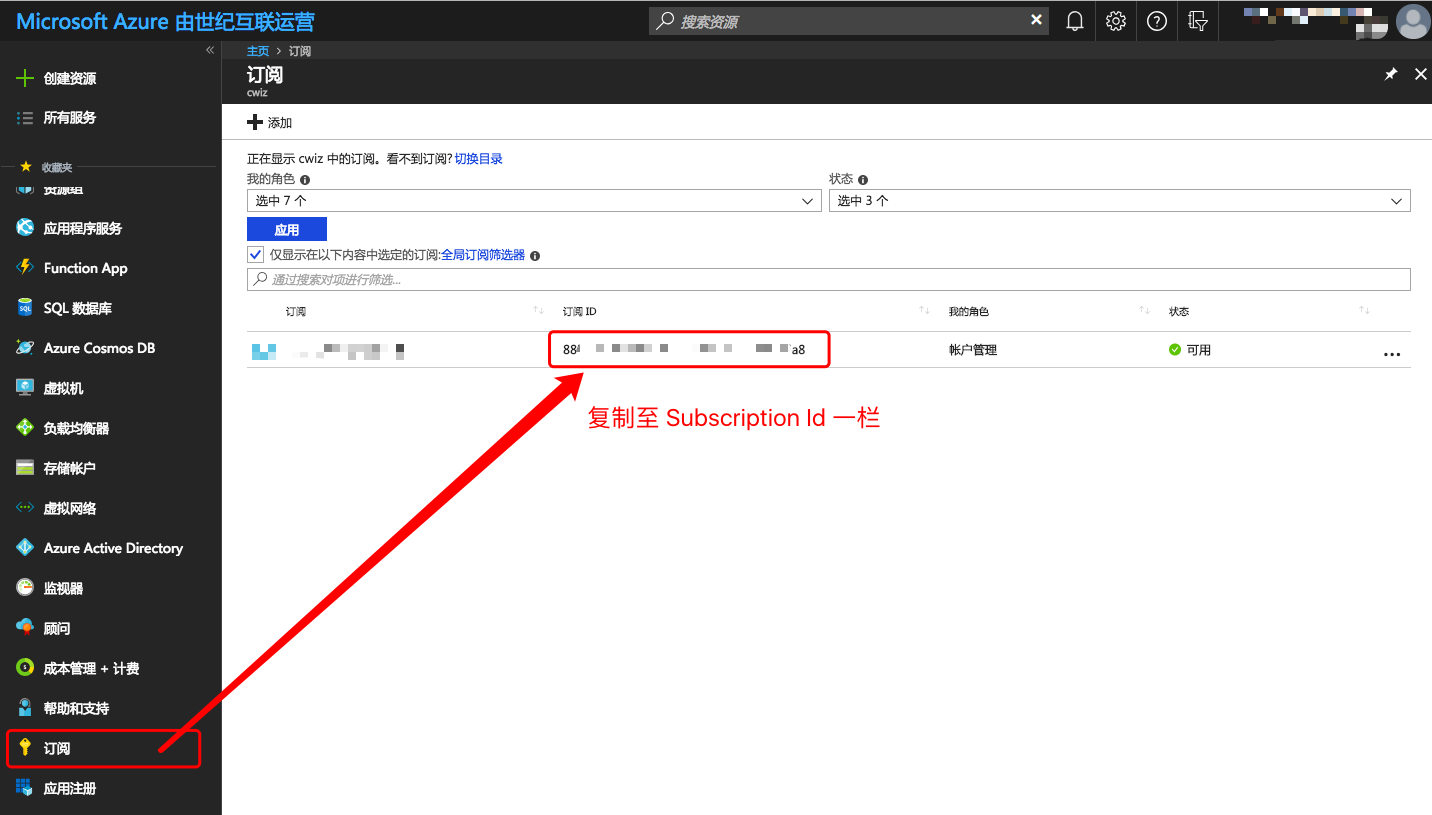 Microsoft Azure 由世纪互联运营
搜索资源
主页 > 订阅
订阅
cwiz
创建资源
所有服务
收藏夹
资源组
应用程序服务
Function App
SQL 数据库
Azure Cosmos DB
虚拟机
负载均衡器
存储帐户
虚拟网络
Azure Active Directory
监视器
顾问
成本管理 + 计费
帮助和支持
订阅
应用注册
添加
正在显示 cwiz 中的订阅。看不到订阅? 切换目录
我的角色
状态
选中 7 个
选中 3 个
应用
仅显示在以下内容中选定的订阅:全局订阅筛选器
通过搜索对项进行筛选...
订阅 订阅 ID 我的角色 状态
88 a8 帐户管理 可用
复制至 Subscription Id 一栏